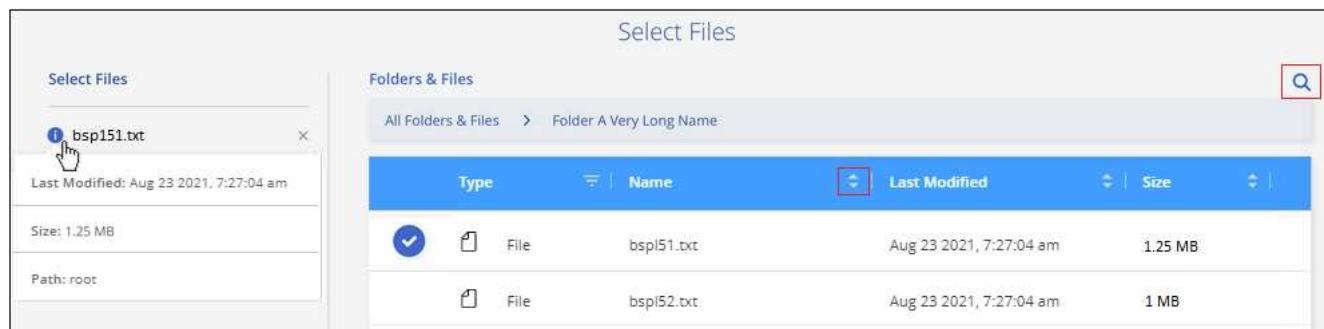 Select Files
Select Files
bsp151.txt
Last Modified: Aug 23 2021, 7:27:04 am
Size: 1.25 MB
Path: root
Folders & Files
All Folders & Files > Folder A Very Long Name
Type Name Last Modified Size
File bspl51.txt Aug 23 2021, 7:27:04 am 1.25 MB
File bspl52.txt Aug 23 2021, 7:27:04 am 1 MB